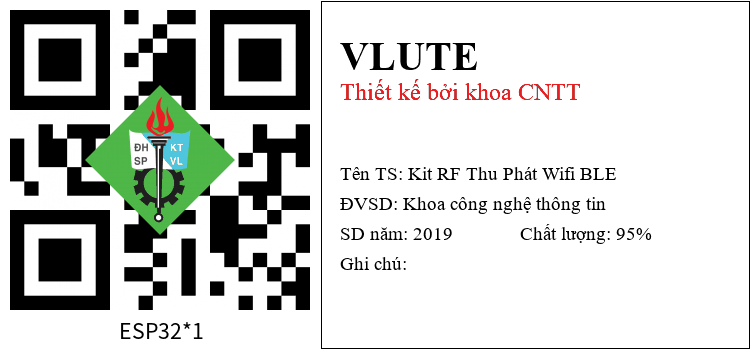 ĐH KT
SP VL
ESP32*1
VLUTE
Thiết kế bởi khoa CNTT
Tên TS: Kit RF Thu Phát Wifi BLE
ĐVSD: Khoa công nghệ thông tin
SD năm: 2019 Chất lượng: 95%
Ghi chú: